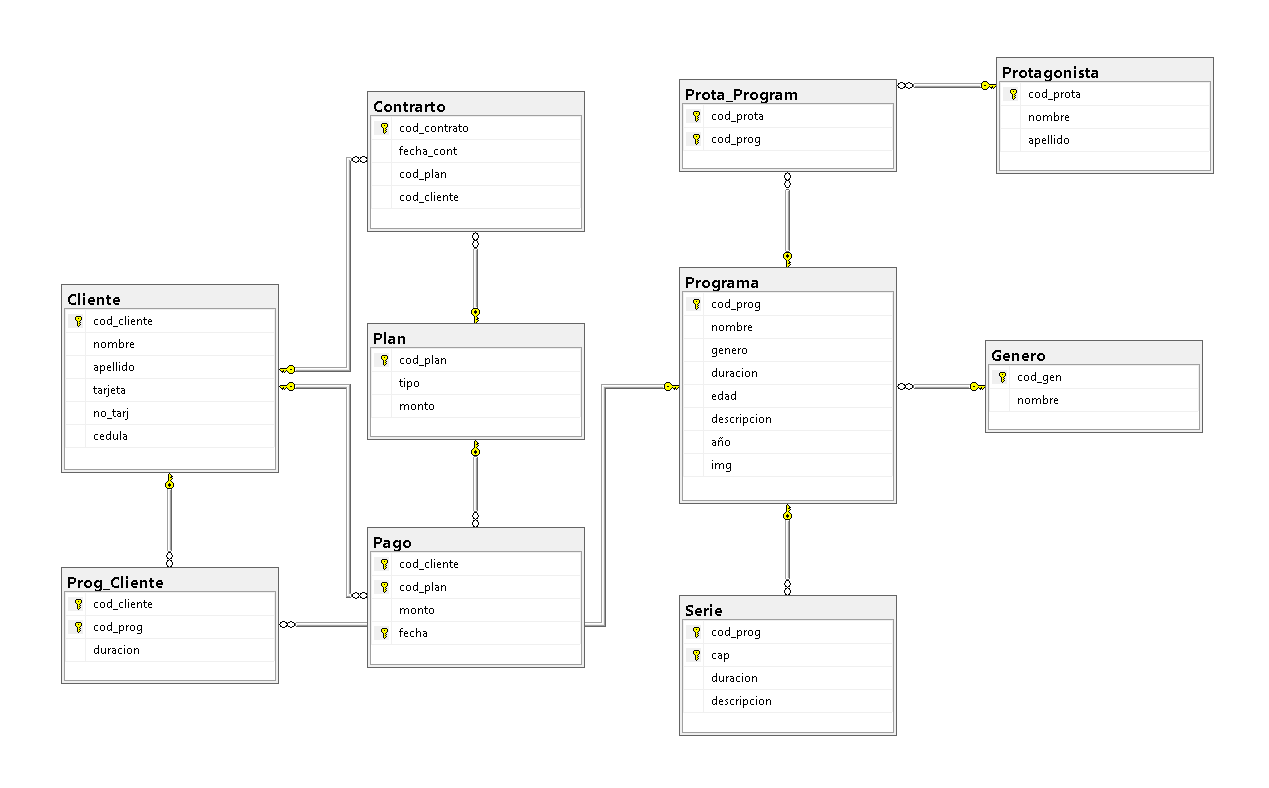 Contrarto
cod_contrato
fecha_cont
cod_plan
cod_cliente
Cliente
cod_cliente
nombre
apellido
tarjeta
no_tarj
cedula
Plan
cod_plan
tipo
monto
Pago
cod_cliente
cod_plan
monto
fecha
Prog_Cliente
cod_cliente
cod_prog
duracion
Prota_Program
cod_prota
cod_prog
Protagonista
cod_prota
nombre
apellido
Programa
cod_prog
nombre
genero
duracion
edad
descripcion
año
img
Genero
cod_gen
nombre
Serie
cod_prog
cap
duracion
descripcion